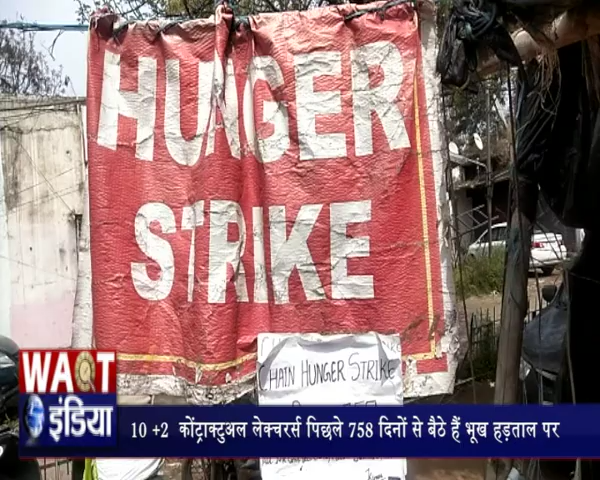 HUNGER
STRIKE
CHAIN HUNGER STRIKE
WAQT
इंडिया
10 +2 कोंट्राक्टुअल लेक्चरर्स पिछले 758 दिनों से बैठे हैं भूख हड़ताल पर